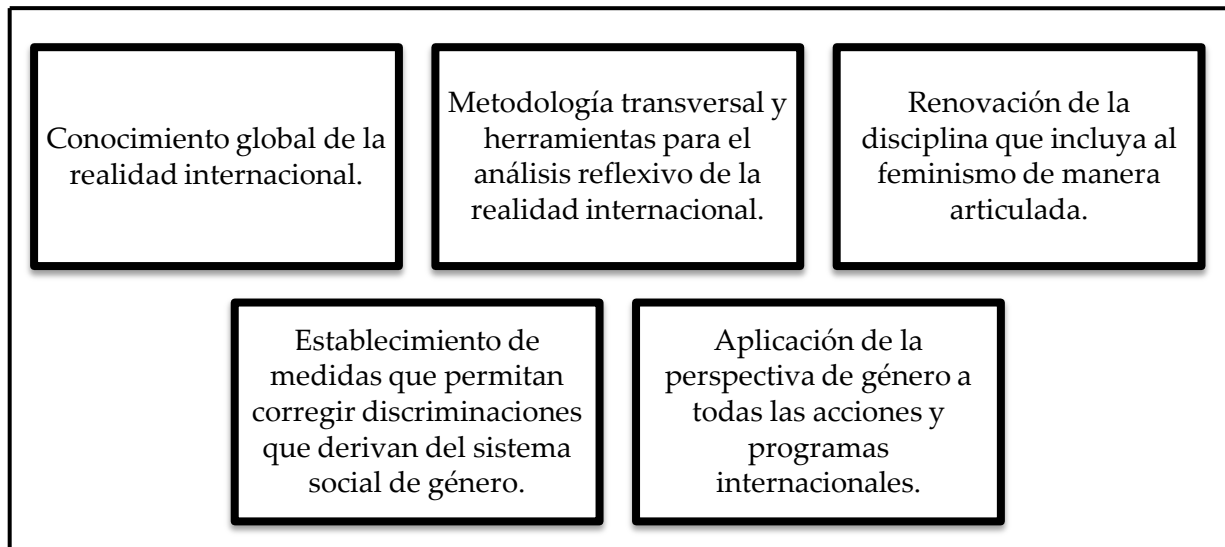 Conocimiento global de la
realidad internacional.
Metodología transversal y
herramientas para el
análisis reflexivo de la
realidad internacional.
Renovación de la
disciplina que incluya al
feminismo de manera
articulada.
Establecimiento de
medidas que permitan
corregir discriminaciones
que derivan del sistema
social de género.
Aplicación de la
perspectiva de género a
todas las acciones y
programas
internacionales.